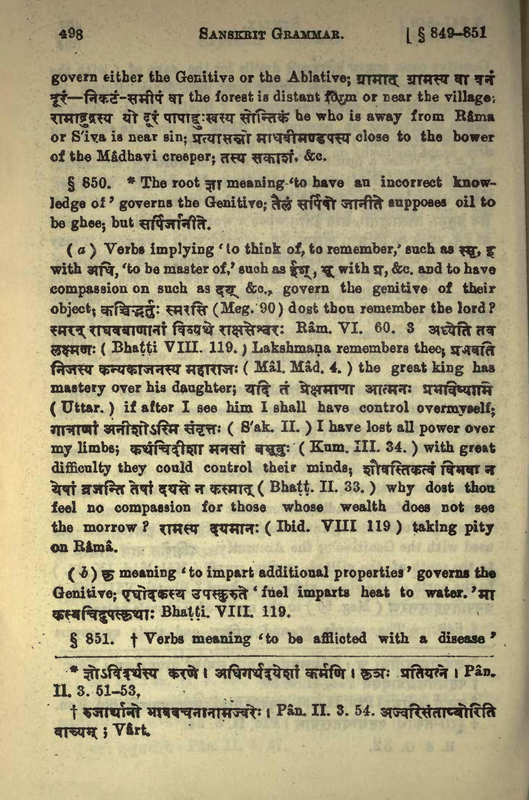 498 SANSKRIT GRAMMAR. [ § 849–851
govern either the Genitive or the Ablative; ग्रामात् ग्रामस्य वा वनं
दूरं—निकटं-समीपं वा the forest is distant form or near the village;
रामाद्रुद्रस्य यो दूरं पापाद्दुःखस्य सोन्तिकं he who is away from Râma
or S'iva is near sin; प्रत्यासन्नो माधवीमण्डपस्य close to the bower
of the Mâdhavi creeper; तस्य सकाशं. &c.
§ 850. * The root ज्ञा meaning 'to have an incorrect know-
ledge of' governs the Genitive; तैलं सर्पिषो जानीते supposes oil to
be ghee; but सर्पिर्जानीते.
(a) Verbs implying 'to think of, to remember,' such as स्मृ, इ
with अधि, 'to be master of,' such as ईश्, भू with प्र, &c. and to have
compassion on such as दय् &c., govern the genitive of their
object; कच्चिद्भर्तुः स्मरसि (Meg. 90) dost thou remember the lord?
स्मरन् राघवबाणानां विव्यथे राक्षसेश्वरः Râm. VI. 60. 3 अध्येति तव
लक्ष्मणः ( Bhaṭṭi VIII. 119. ) Lakshmaṇa remembers thee; प्रभवति
निजस्य कन्यकाजनस्य महाराजः ( Mâl. Mâd. 4. ) the great king has
mastery over his daughter; यदि तं प्रेक्षमाणा आत्मनः प्रभविष्यामि
( Uttar. ) if after I see him I shall have control overmyself;
गात्राणां अनीशोऽस्मि संवृत्तः ( S'ak. II. ) I have lost all power over
my limbs; कथंचिदीशा मनसां बभूवुः ( Kum. III. 34. ) with great
difficulty they could control their minds; शौवस्तिकत्वं विभवा न
येषां व्रजन्ति तेषां दयसे न कस्मात् ( Bhaṭṭ. II. 33. ) why dost thou
feel no compassion for those whose wealth does not see
the morrow? रामस्य दयमानः ( Ibid. VIII 119 ) taking pity
on Râmâ.
(b) कृ meaning 'to impart additional properties' governs the
Genitive; एधोदकस्य उपस्कुरुते 'fuel imparts heat to water.' मा
कस्यचिदुपस्कृथाः Bhaṭṭi. VIII. 119.
§ 851. † Verbs meaning 'to be afflicted with a disease'
* ज्ञोऽविदर्थस्य करणे । अधिगर्थदयेशां कर्मणि । कृञः प्रतियत्ने । Pân.
II. 3. 51–53,
† रुजार्थानां भाववचनानामज्वरेः । Pân. II. 3. 54. अज्वरिसंताप्योरिति
वाच्यम् ; Vârt.